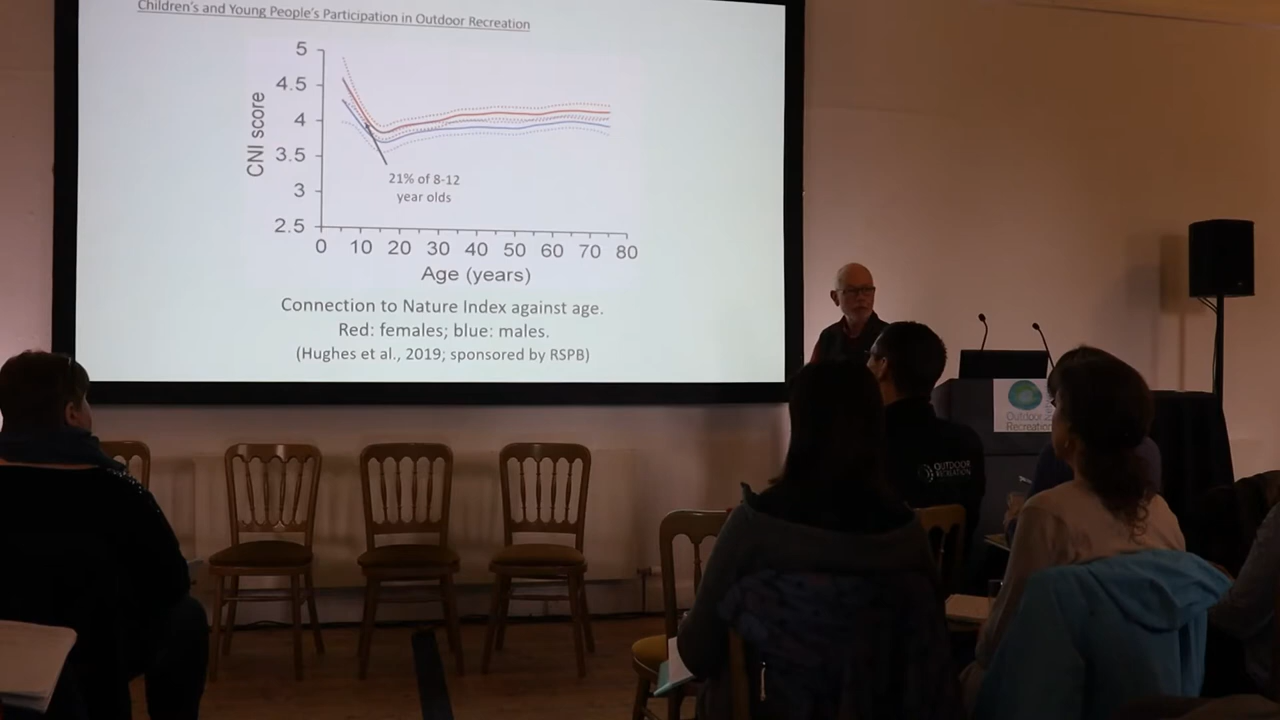 Children's and Young People's Participation in Outdoor Recreation
5
4.5
4
3.5
3
2.5
CNI score
21% of 8-12
year olds
0 10 20 30 40 50 60 70 80
Age (years)
Connection to Nature Index against age.
Red: females; blue: males.
(Hughes et al., 2019; sponsored by RSPB)
Outdoor
Recreation
OUTDOOR
RECREATION